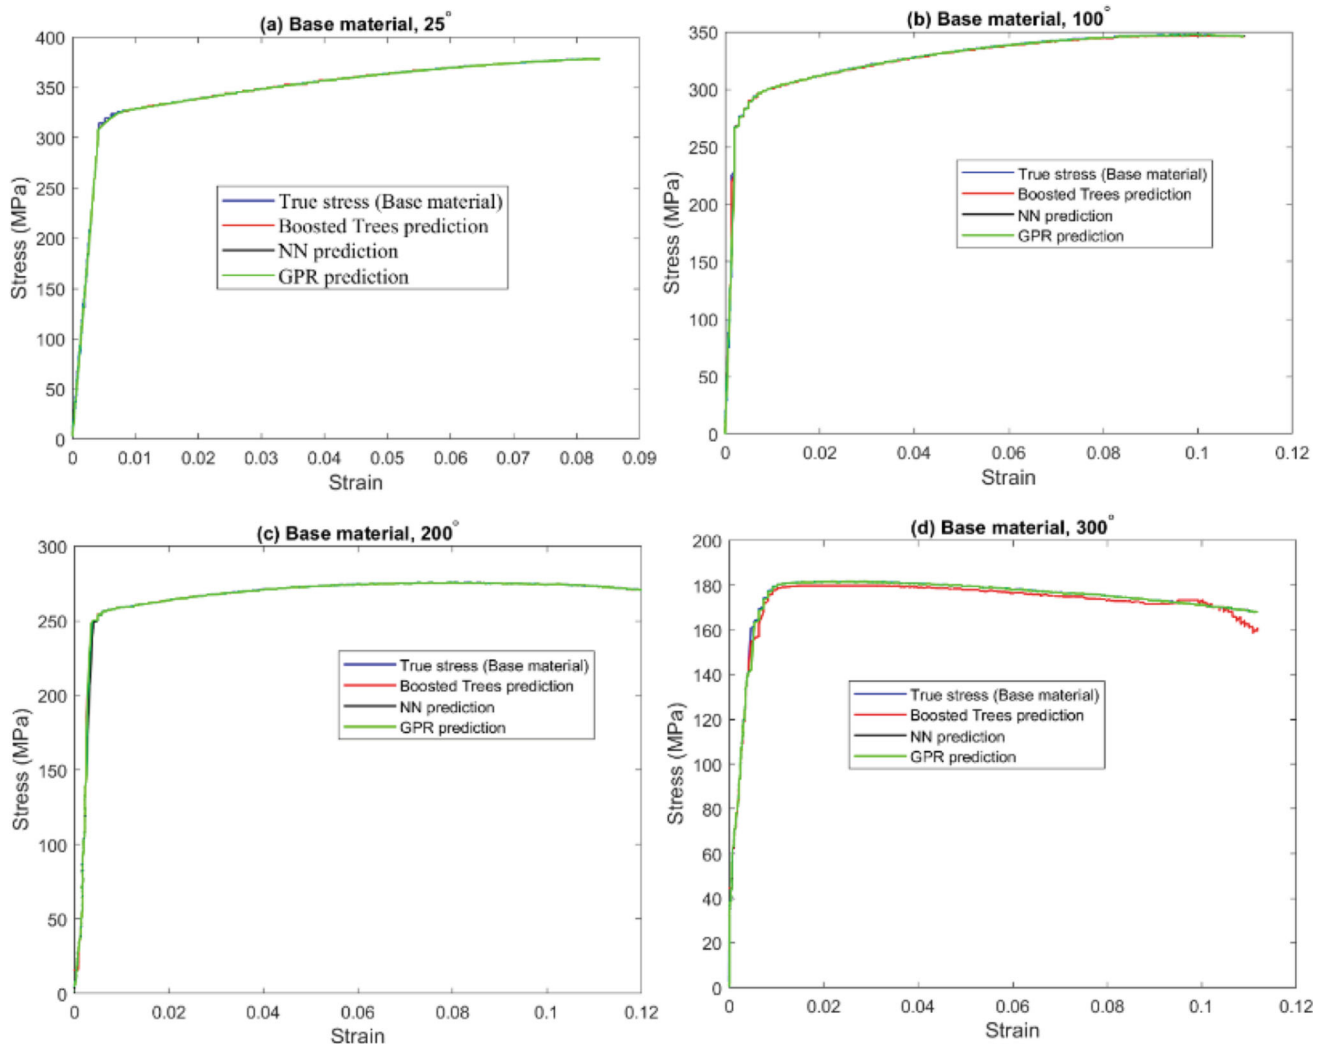 (a) Base material, 25°
400
350
300
250
200
150
100
50
0
Stress (MPa)
True stress (Base material)
Boosted Trees prediction
NN prediction
GPR prediction
0 0.01 0.02 0.03 0.04 0.05 0.06 0.07 0.08 0.09
Strain
(b) Base material, 100°
350
300
250
200
150
100
50
0
Stress (MPa)
True stress (Base material)
Boosted Trees prediction
NN prediction
GPR prediction
0 0.02 0.04 0.06 0.08 0.1 0.12
Strain
(c) Base material, 200°
300
250
200
150
100
50
0
Stress (MPa)
True stress (Base material)
Boosted Trees prediction
NN prediction
GPR prediction
0 0.02 0.04 0.06 0.08 0.1 0.12
Strain
(d) Base material, 300°
200
180
160
140
120
100
80
60
40
20
0
Stress (MPa)
True stress (Base material)
Boosted Trees prediction
NN prediction
GPR prediction
0 0.02 0.04 0.06 0.08 0.1 0.12
Strain